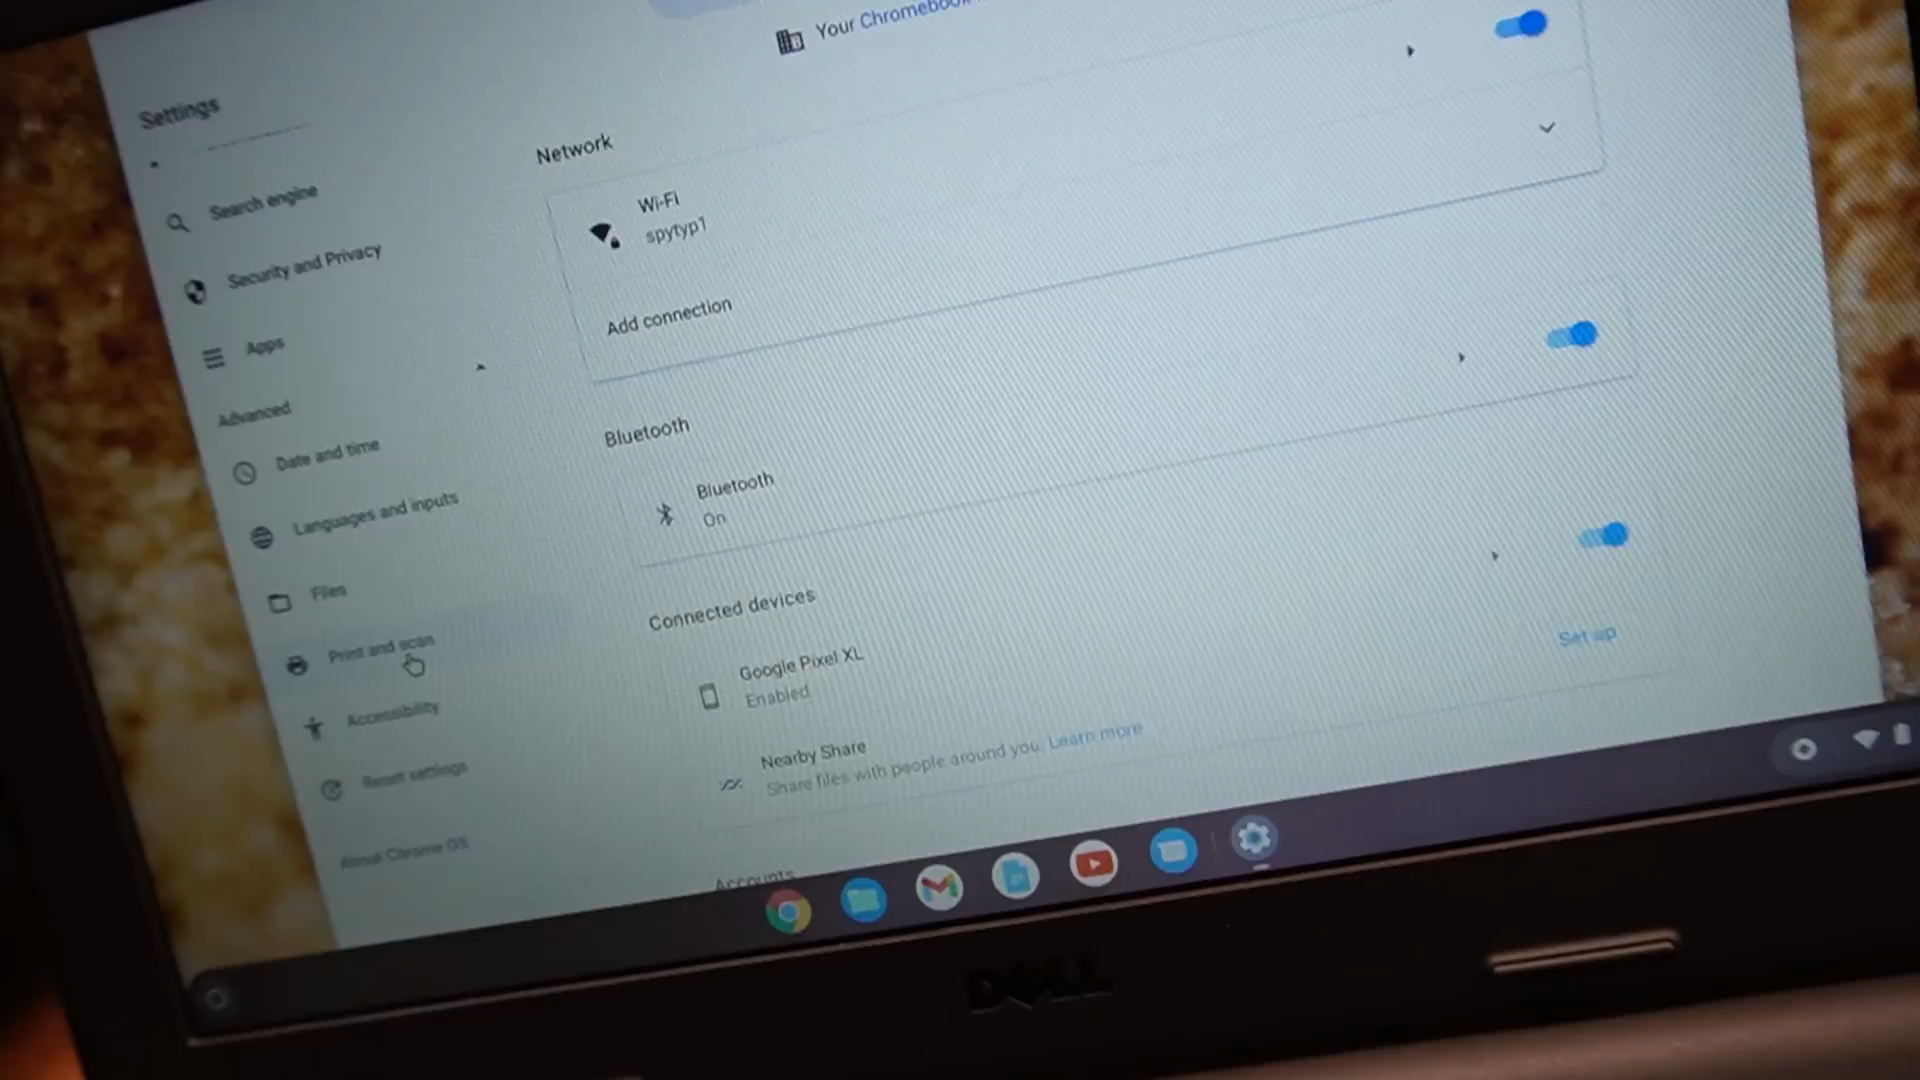 Your Chromebook
Settings
Search engine
Security and Privacy
Apps
Advanced
Date and time
Languages and inputs
Files
Print and scan
Accessibility
Reset settings
About Chrome OS
Network
Wi-Fi
spytyp1
Add connection
Bluetooth
Bluetooth
On
Connected devices
Google Pixel XL
Enabled
Nearby Share
Share files with people around you. Learn more
Set up
Accounts
DELL